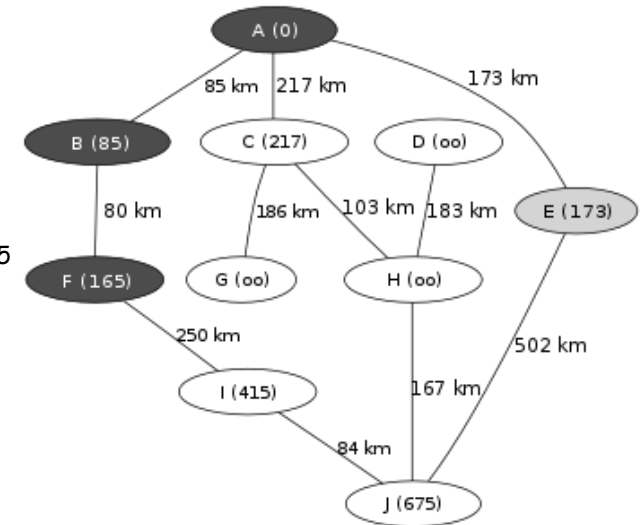 A (0)
85 km
217 km
173 km
B (85)
C (217)
D (oo)
80 km
186 km
103 km
183 km
E (173)
5
F (165)
G (oo)
H (oo)
250 km
502 km
I (415)
167 km
84 km
J (675)